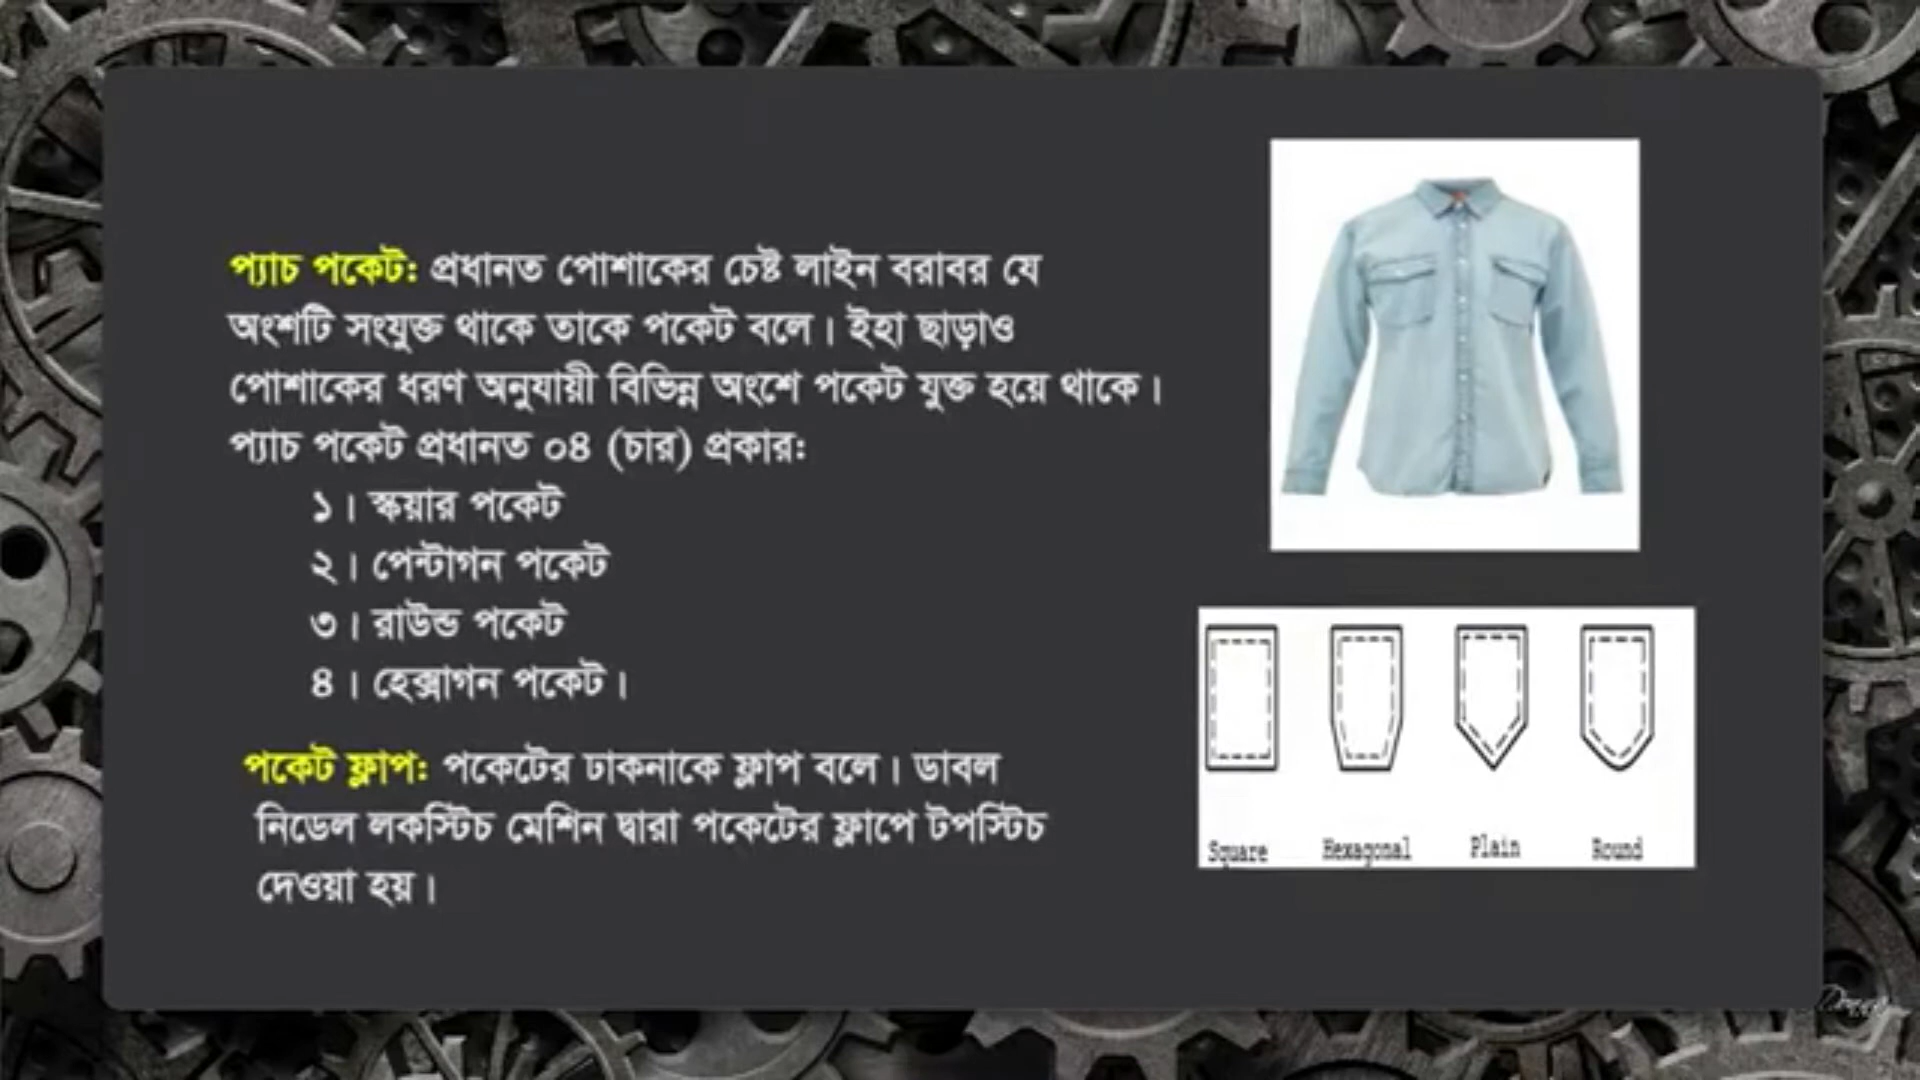 প্যাচ পকেট: প্রধানত পোশাকের চেষ্ট লাইন বরাবর যে
অংশটি সংযুক্ত থাকে তাকে পকেট বলে। ইহা ছাড়াও
পোশাকের ধরণ অনুযায়ী বিভিন্ন অংশে পকেট যুক্ত হয়ে থাকে।
প্যাচ পকেট প্রধানত ০৪ (চার) প্রকার:
১। স্কয়ার পকেট
২। পেন্টাগন পকেট
৩। রাউন্ড পকেট
৪। হেক্সাগন পকেট।
পকেট ফ্লাপ: পকেটের ঢাকনাকে ফ্লাপ বলে। ডাবল
নিডেল লকস্টিচ মেশিন দ্বারা পকেটের ফ্লাপে টপস্টিচ
দেওয়া হয়।
Square Hexagonal Plain Round